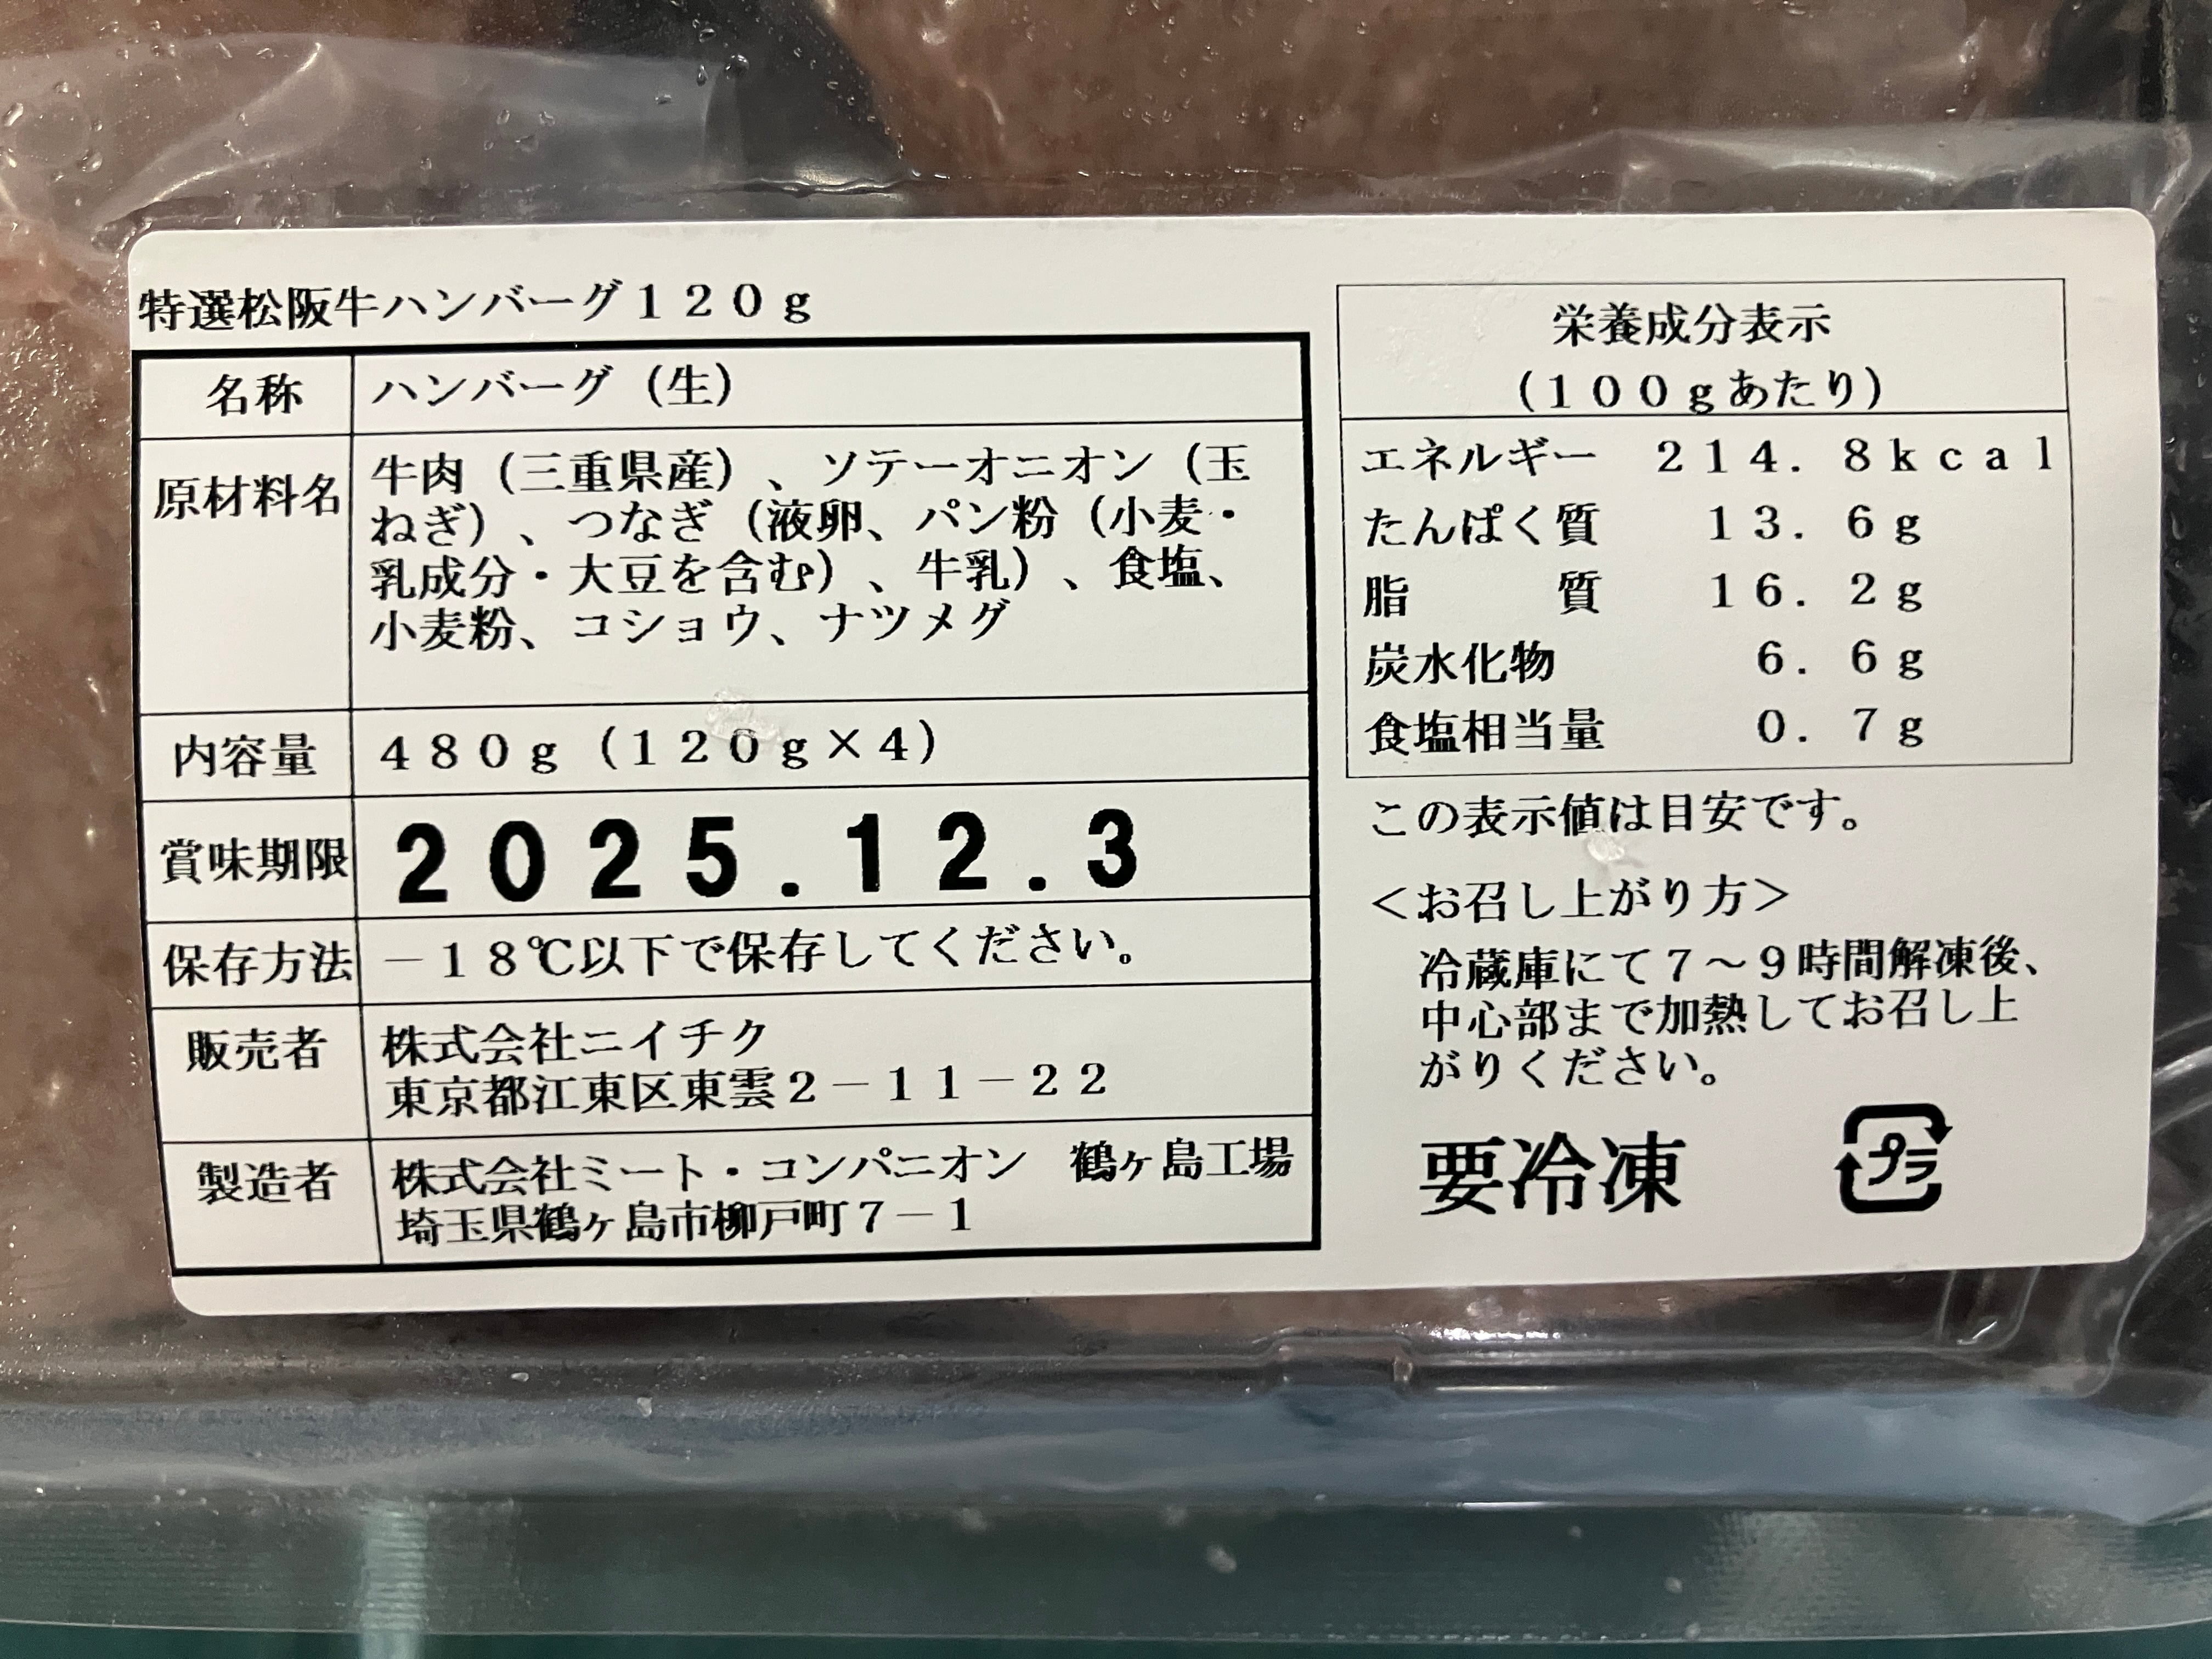 特選松阪牛ハンバーグ120g
名称 ハンバーグ（生）
原材料名 牛肉（三重県産）、ソテーオニオン（玉
ねぎ）、つなぎ（液卵、パン粉（小麦・
乳成分・大豆を含む）、牛乳）、食塩、
小麦粉、コショウ、ナツメグ
内容量 480g（120g×4）
賞味期限 2025.12.3
保存方法 －18℃以下で保存してください。
販売者 株式会社ニイチク
東京都江東区東雲2－11－22
製造者 株式会社ミート・コンパニオン 鶴ヶ島工場
埼玉県鶴ヶ島市柳戸町7－1
栄養成分表示
（100gあたり）
エネルギー 214.8kcal
たんぱく質 13.6g
脂質 16.2g
炭水化物 6.6g
食塩相当量 0.7g
この表示値は目安です。
＜お召し上がり方＞
冷蔵庫にて7～9時間解凍後、
中心部まで加熱してお召し上
がりください。
要冷凍
プラ